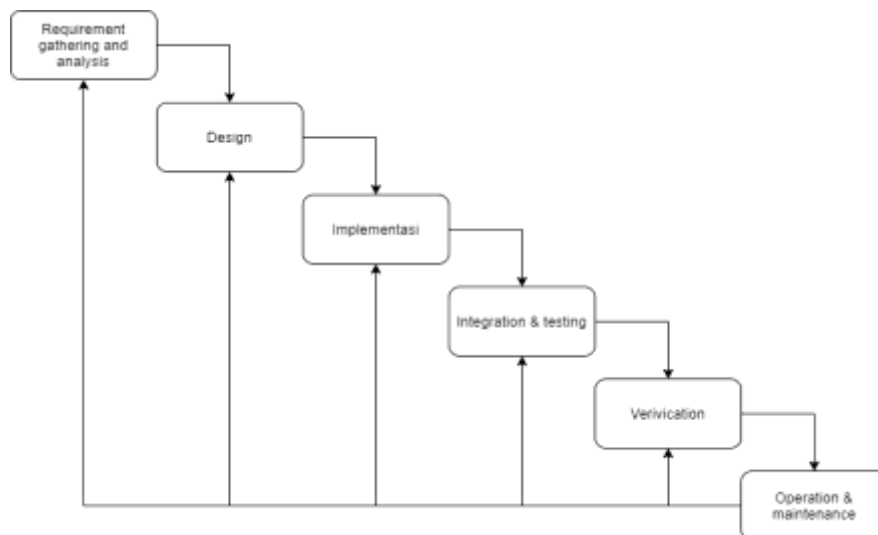 Requirement
gathering and
analysis
Design
Implementasi
Integration & testing
Verivication
Operation &
maintenance